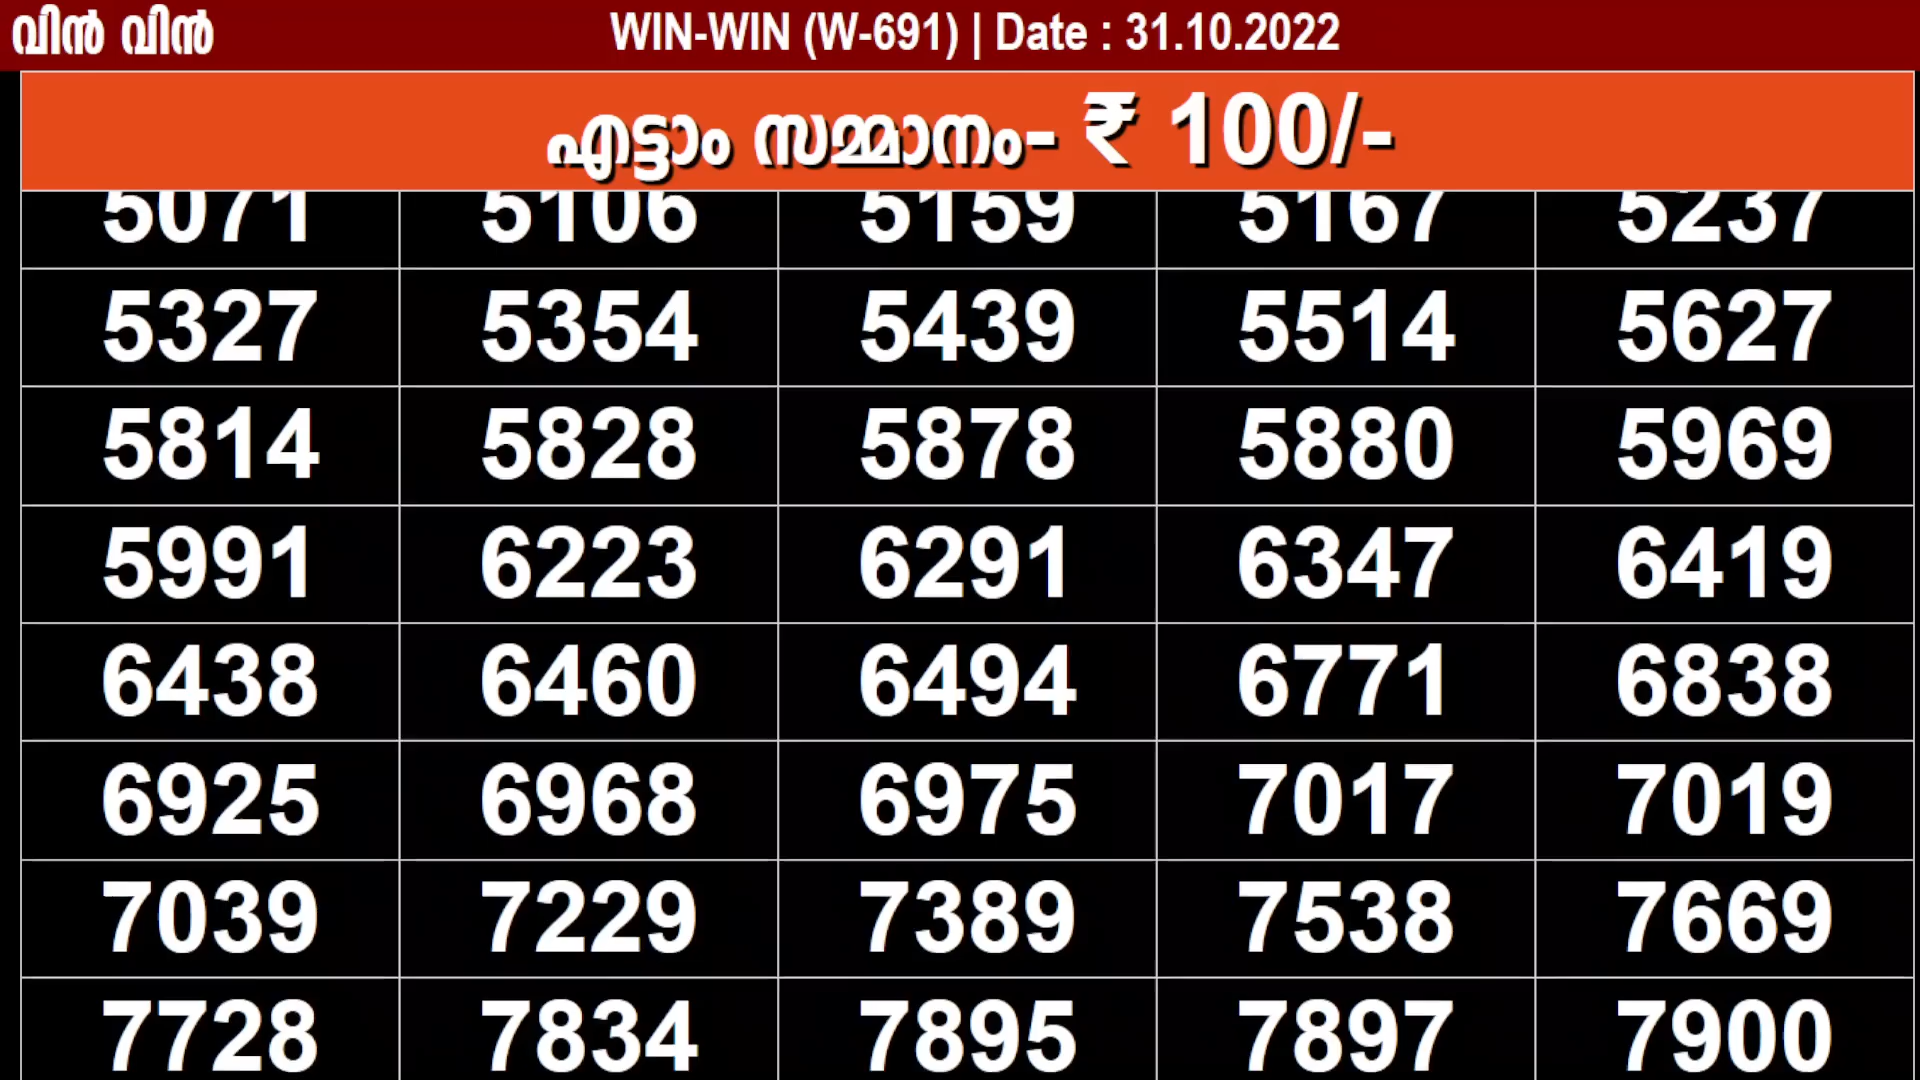 വിൻ വിൻ WIN-WIN (W-691) | Date : 31.10.2022
എട്ടാം സമ്മാനം- ₹ 100/-
5071 5106 5159 5167 5237
5327 5354 5439 5514 5627
5814 5828 5878 5880 5969
5991 6223 6291 6347 6419
6438 6460 6494 6771 6838
6925 6968 6975 7017 7019
7039 7229 7389 7538 7669
7728 7834 7895 7897 7900